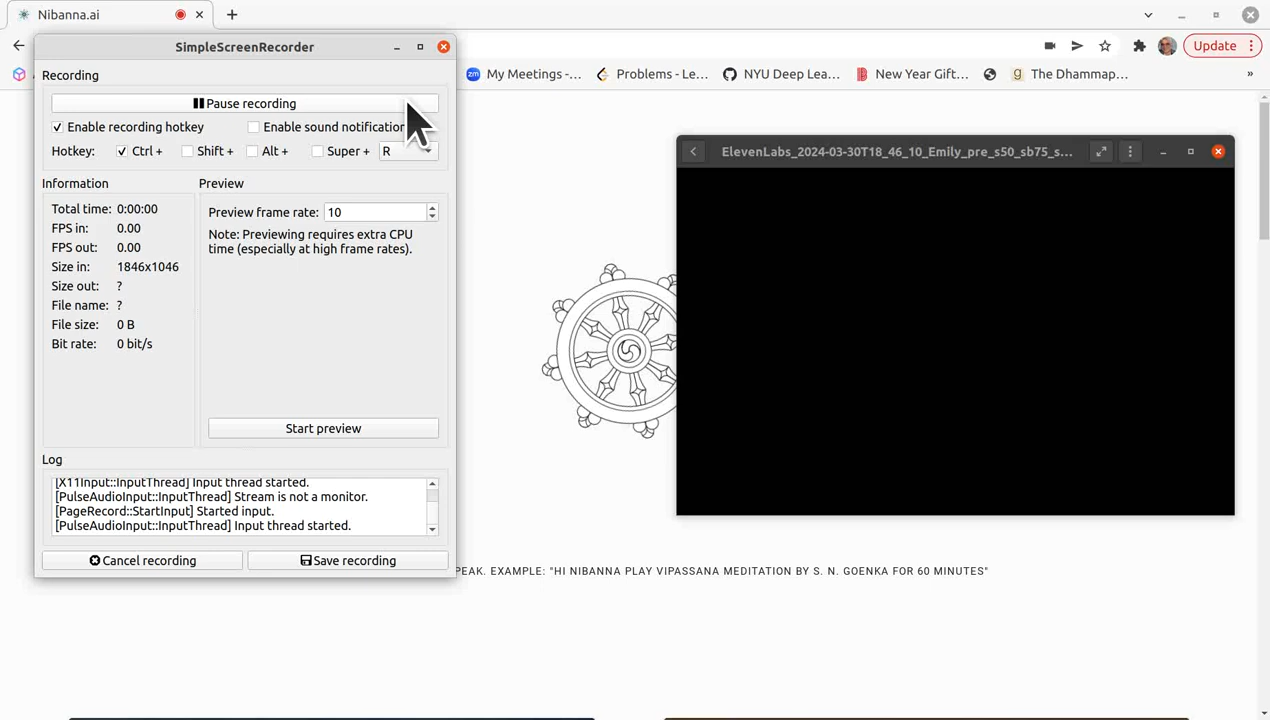 Nibanna.ai
Update
My Meetings -...
Problems - Le...
NYU Deep Lea...
New Year Gift...
The Dhammap...
»
SimpleScreenRecorder
Recording
Pause recording
Enable recording hotkey
Enable sound notification
Hotkey: Ctrl + Shift + Alt + Super + R
Information
Total time: 0:00:00
FPS in: 0.00
FPS out: 0.00
Size in: 1846x1046
Size out: ?
File name: ?
File size: 0 B
Bit rate: 0 bit/s
Preview
Preview frame rate: 10
Note: Previewing requires extra CPU
time (especially at high frame rates).
Start preview
Log
[X11Input::InputThread] Input thread started.
[PulseAudioInput::InputThread] Stream is not a monitor.
[PageRecord::StartInput] Started input.
[PulseAudioInput::InputThread] Input thread started.
Cancel recording
Save recording
ElevenLabs_2024-03-30T18_46_10_Emily_pre_s50_sb75_s...
PEAK. EXAMPLE: "HI NIBANNA PLAY VIPASSANA MEDITATION BY S. N. GOENKA FOR 60 MINUTES"